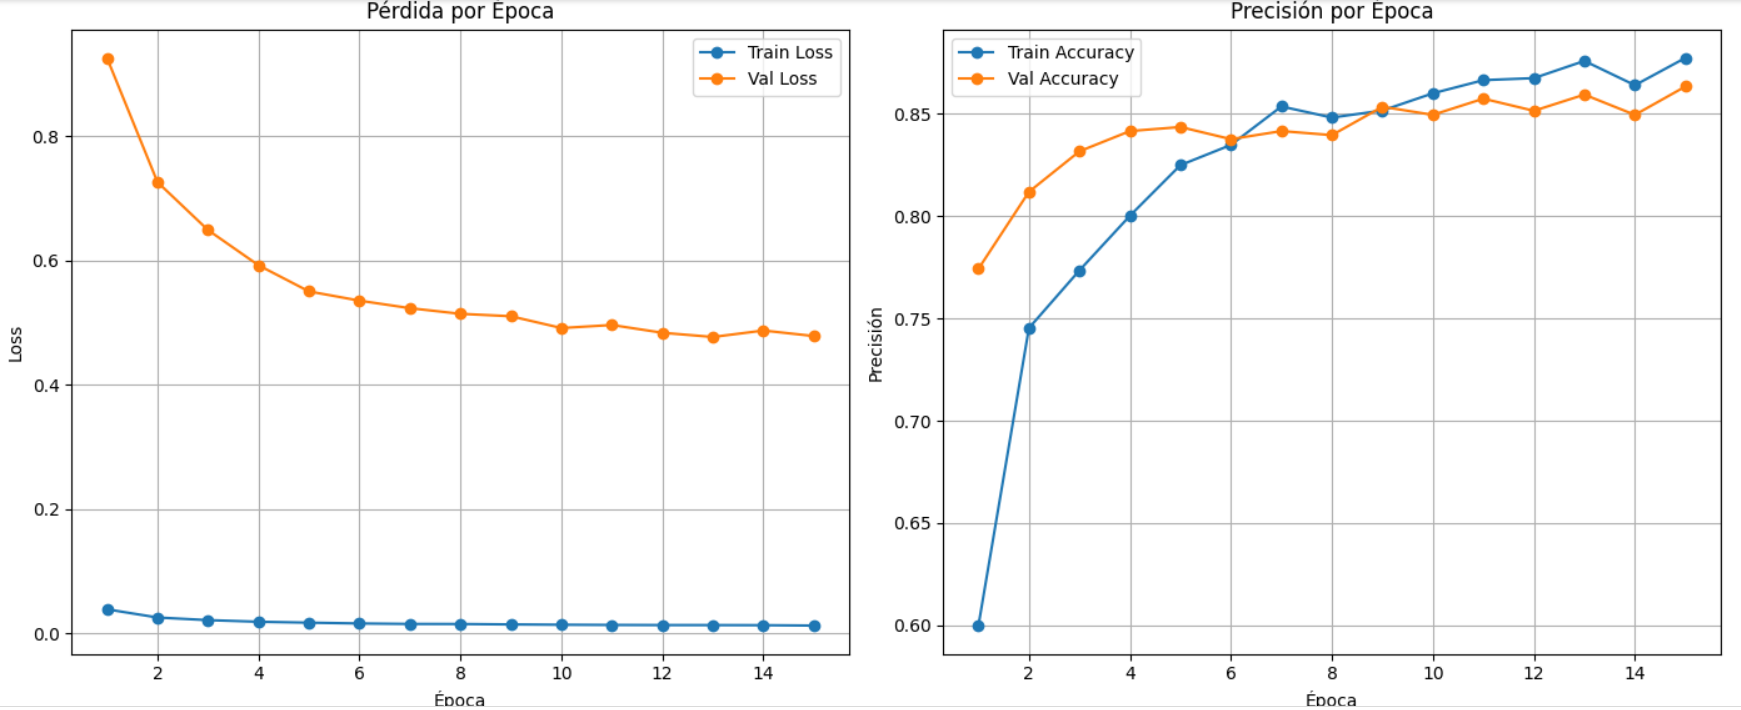 Pérdida por Época
Train Loss
Val Loss
0.8
0.6
0.4
0.2
0.0
Loss
2 4 6 8 10 12 14
Época
Precisión por Época
Train Accuracy
Val Accuracy
0.85
0.80
0.75
0.70
0.65
0.60
Precisión
2 4 6 8 10 12 14
Época